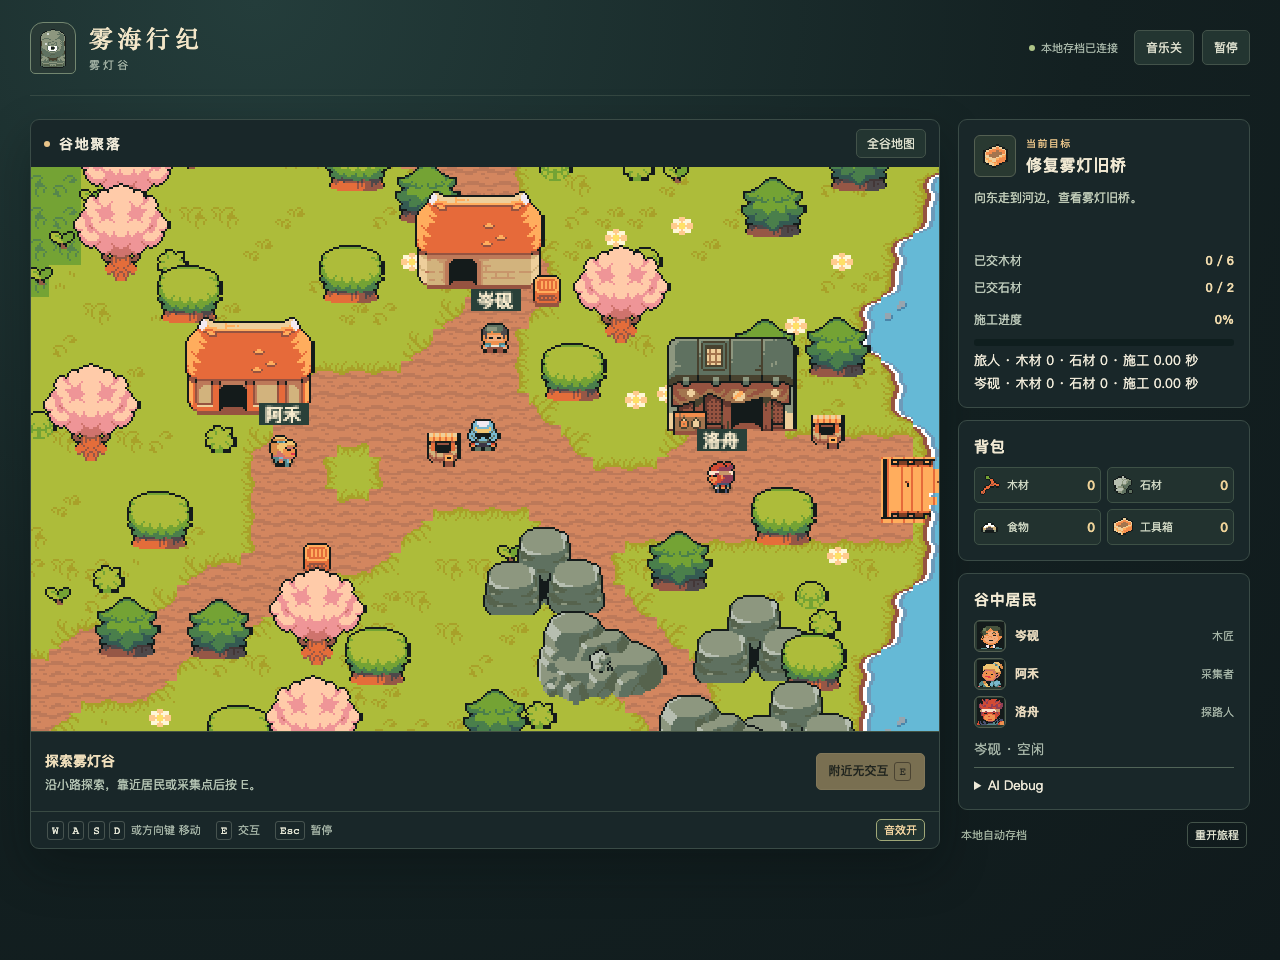 雾海行纪
雾灯谷
本地存档已连接
音乐关
暂停
谷地聚落
全谷地图
岑砚
阿禾
洛舟
探索雾灯谷
沿小路探索，靠近居民或采集点后按 E。
附近无交互 E
W A S D 或方向键 移动 E 交互 Esc 暂停
音效开
当前目标
修复雾灯旧桥
向东走到河边，查看雾灯旧桥。
已交木材 0 / 6
已交石材 0 / 2
施工进度 0%
旅人 · 木材 0 · 石材 0 · 施工 0.00 秒
岑砚 · 木材 0 · 石材 0 · 施工 0.00 秒
背包
木材 0
石材 0
食物 0
工具箱 0
谷中居民
岑砚 木匠
阿禾 采集者
洛舟 探路人
岑砚 · 空闲
AI Debug
本地自动存档
重开旅程